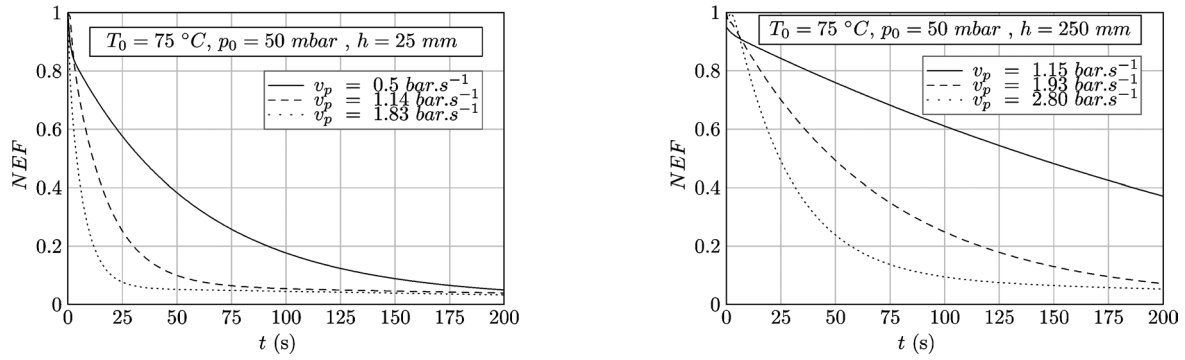 T₀ = 75 °C, p₀ = 50 mbar , h = 25 mm
vₚ = 0.5 bar.s⁻¹
vₚ = 1.14 bar.s⁻¹
vₚ = 1.83 bar.s⁻¹
NEF
1
0.8
0.6
0.4
0.2
0
0 25 50 75 100 125 150 175 200
t (s)
T₀ = 75 °C, p₀ = 50 mbar , h = 250 mm
vₚ = 1.15 bar.s⁻¹
vₚ = 1.93 bar.s⁻¹
vₚ = 2.80 bar.s⁻¹
NEF
1
0.8
0.6
0.4
0.2
0
0 25 50 75 100 125 150 175 200
t (s)